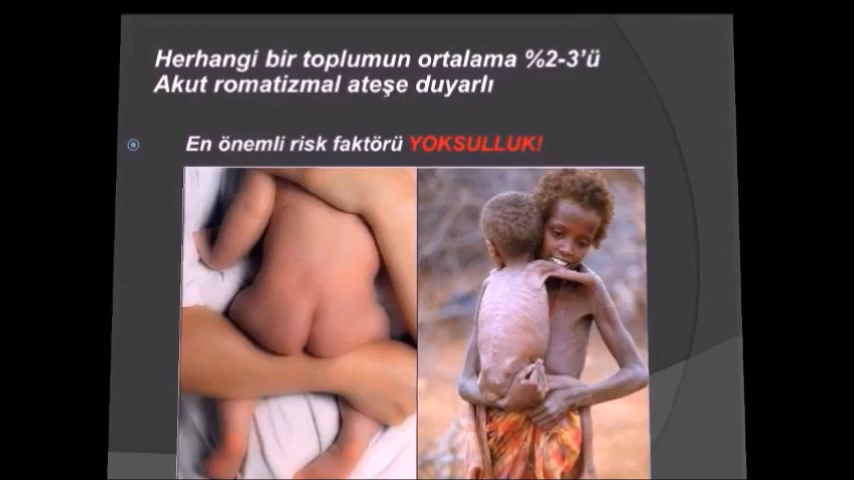 Herhangi bir toplumun ortalama %2-3'ü
Akut romatizmal ateşe duyarlı
En önemli risk faktörü YOKSULLUK!